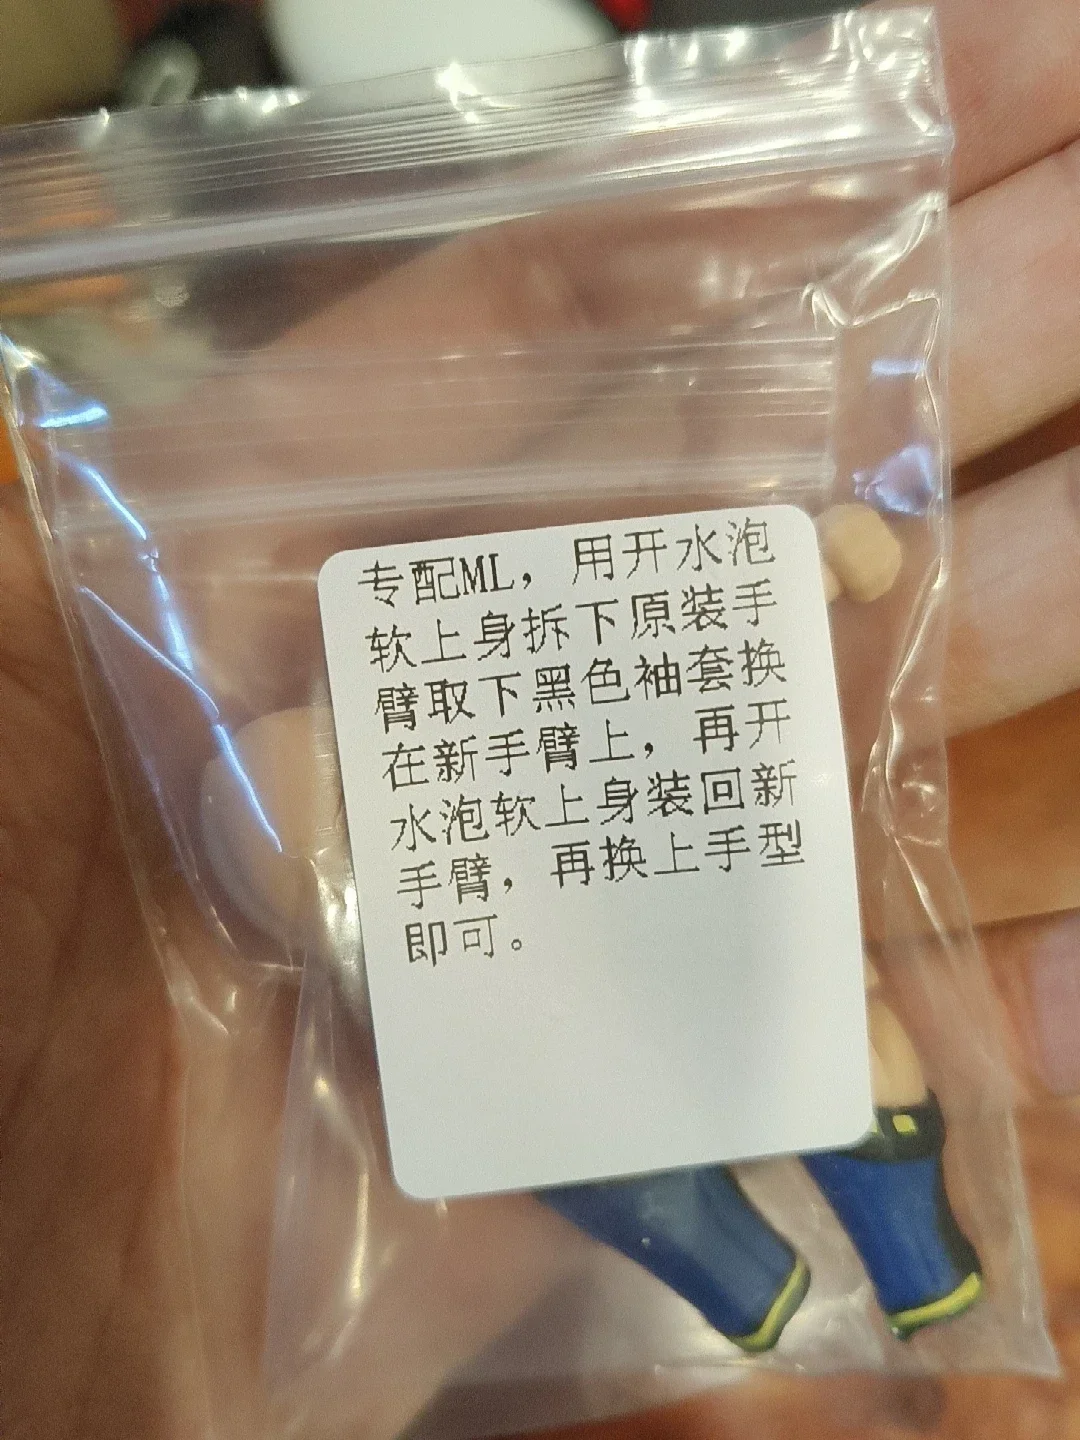 专配ML，用开水泡
软上身拆下原装手
臂取下黑色袖套换
在新手臂上，再开
水泡软上身装回新
手臂，再换上手型
即可。